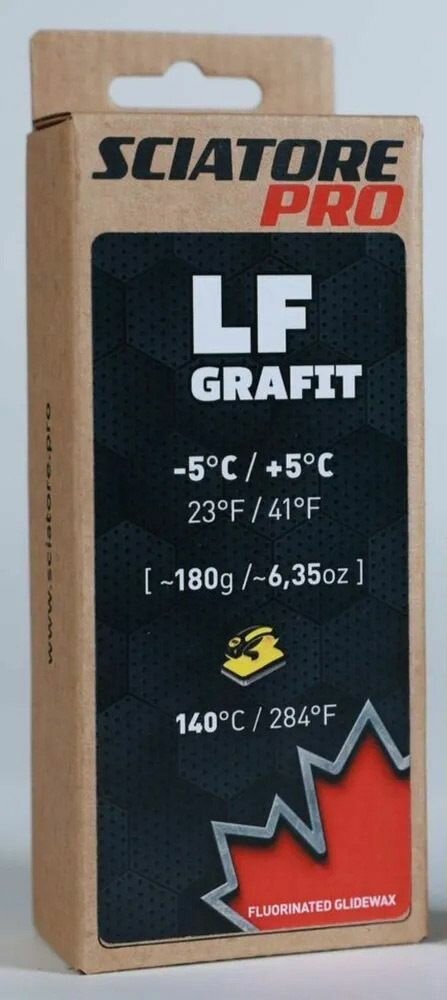 SCIATORE
PRO
LF
GRAFIT
-5°C / +5°C
23°F / 41°F
[ ~180g /~6,35oz ]
140°C / 284°F
FLUORINATED GLIDEWAX
www.sciatore.pro